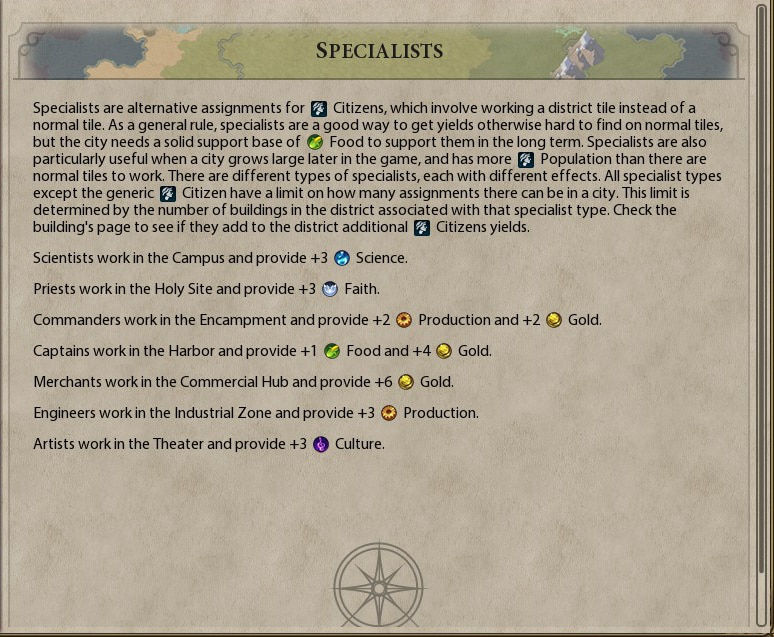 SPECIALISTS
Specialists are alternative assignments for Citizens, which involve working a district tile instead of a
normal tile. As a general rule, specialists are a good way to get yields otherwise hard to find on normal tiles,
but the city needs a solid support base of Food to support them in the long term. Specialists are also
particularly useful when a city grows large later in the game, and has more Population than there are
normal tiles to work. There are different types of specialists, each with different effects. All specialist types
except the generic Citizen have a limit on how many assignments there can be in a city. This limit is
determined by the number of buildings in the district associated with that specialist type. Check the
building's page to see if they add to the district additional Citizens yields.
Scientists work in the Campus and provide +3 Science.
Priests work in the Holy Site and provide +3 Faith.
Commanders work in the Encampment and provide +2 Production and +2 Gold.
Captains work in the Harbor and provide +1 Food and +4 Gold.
Merchants work in the Commercial Hub and provide +6 Gold.
Engineers work in the Industrial Zone and provide +3 Production.
Artists work in the Theater and provide +3 Culture.